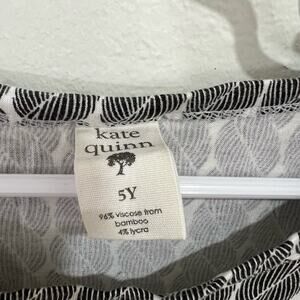 kate
quinn
5Y
96% viscose from
bamboo
4% lycra